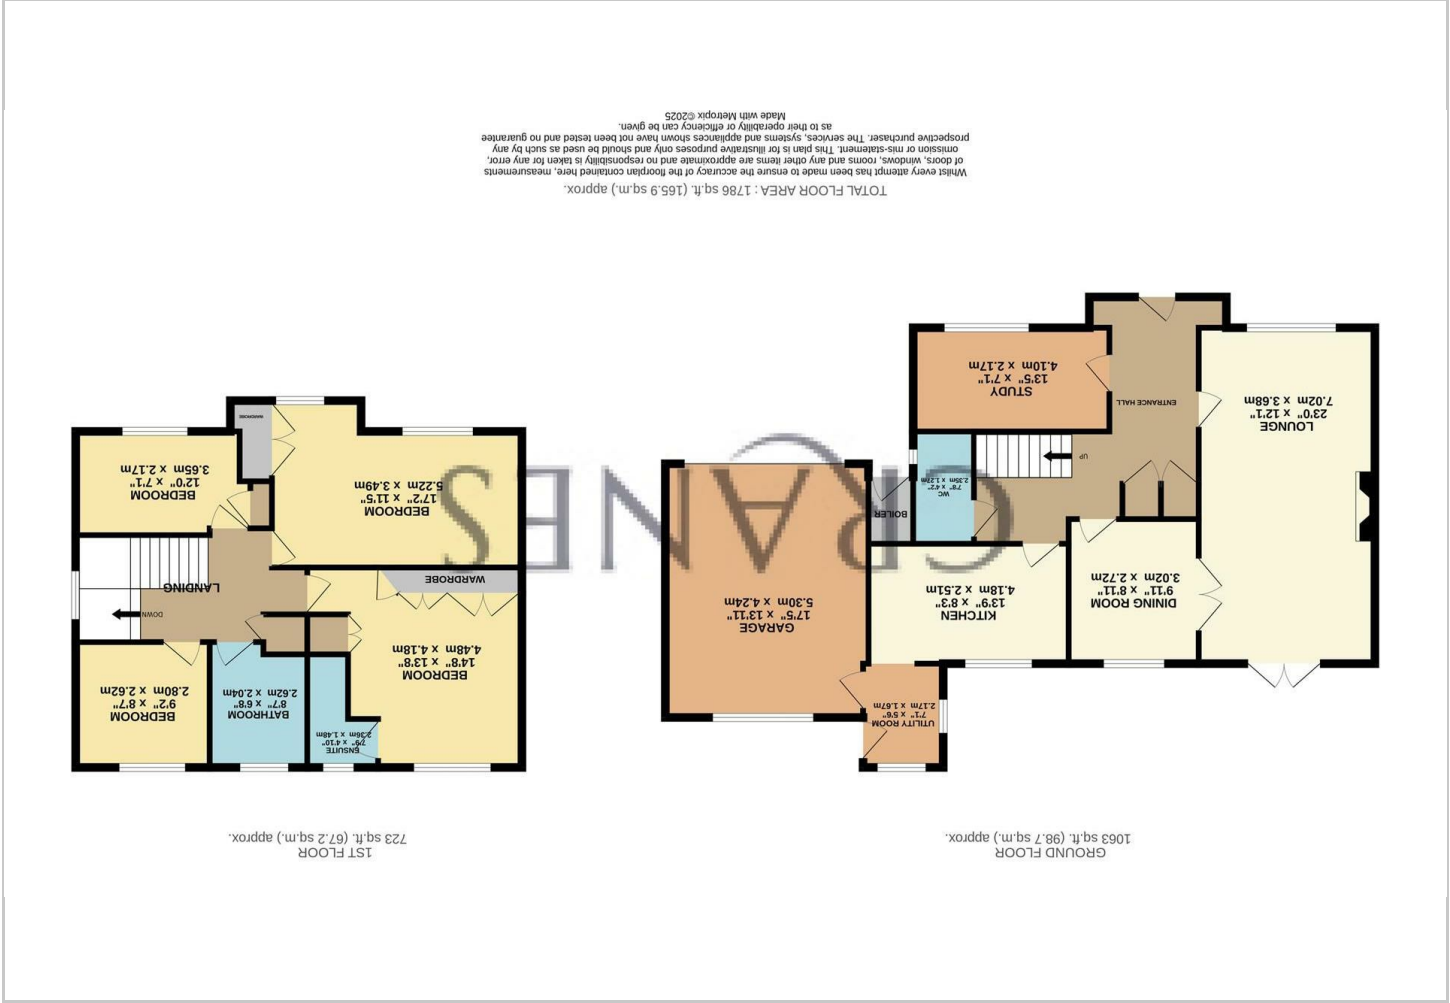 GROUND FLOOR
1063 sq.ft. (98.7 sq.m.) approx.
UTILITY ROOM
7'1" x 5'6"
2.17m x 1.67m
GARAGE
17'5" x 13'11"
5.30m x 4.24m
KITCHEN
13'9" x 8'3"
4.18m x 2.51m
DINING ROOM
9'11" x 8'11"
3.02m x 2.72m
BOILER
WC
7'8" x 4'2"
2.35m x 1.27m
UP
LOUNGE
23'0" x 12'1"
7.02m x 3.68m
ENTRANCE HALL
STUDY
13'5" x 7'1"
4.10m x 2.17m
1ST FLOOR
723 sq.ft. (67.2 sq.m.) approx.
ENSUITE
7'9" x 4'10"
2.36m x 1.48m
BEDROOM
14'8" x 13'8"
4.48m x 4.18m
BATHROOM
8'7" x 6'8"
2.62m x 2.04m
BEDROOM
9'2" x 8'7"
2.80m x 2.62m
DOWN
LANDING
WARDROBE
BEDROOM
17'2" x 11'5"
5.22m x 3.49m
BEDROOM
12'0" x 7'1"
3.65m x 2.17m
WARDROBE
CRANES
TOTAL FLOOR AREA : 1786 sq.ft. (165.9 sq.m.) approx.
Whilst every attempt has been made to ensure the accuracy of the floorplan contained here, measurements
of doors, windows, rooms and any other items are approximate and no responsibility is taken for any error,
omission or mis-statement. This plan is for illustrative purposes only and should be used as such by any
prospective purchaser. The services, systems and appliances shown have not been tested and no guarantee
as to their operability or efficiency can be given.
Made with Metropix ©2025